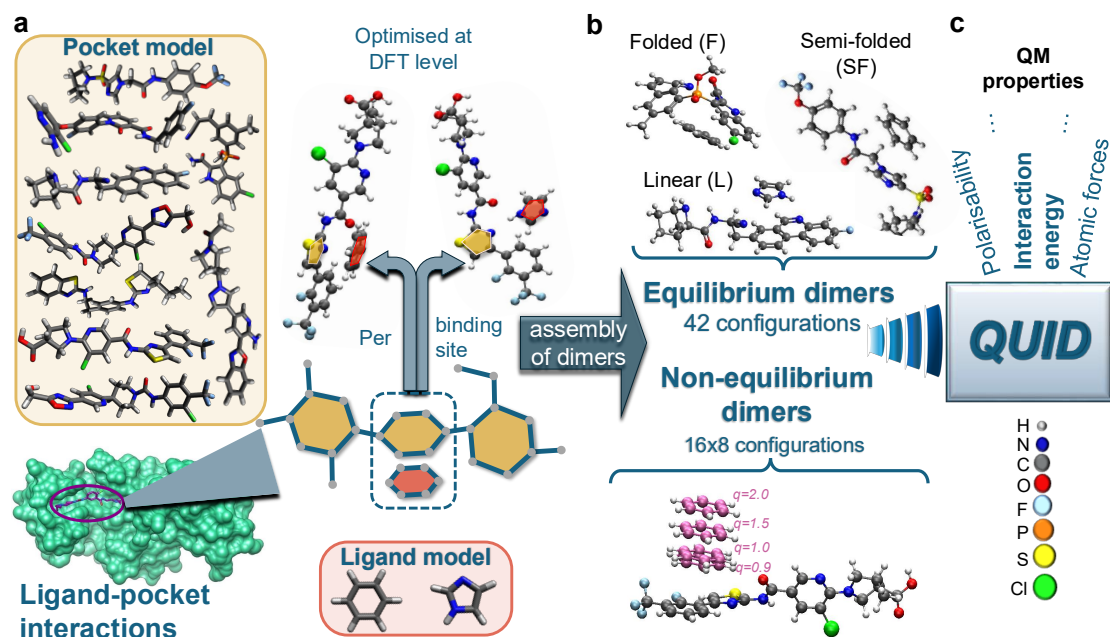 a
Pocket model
Optimised at
DFT level
Per
binding
site
Ligand-pocket
interactions
Ligand model
assembly
of dimers
b
Folded (F)
Semi-folded
(SF)
Linear (L)
Equilibrium dimers
42 configurations
Non-equilibrium
dimers
16x8 configurations
q=2.0
q=1.5
q=1.0
q=0.9
c
QM
properties
... ...
Polarisability
Interaction
energy
Atomic forces
QUID
H
N
C
O
F
P
S
Cl